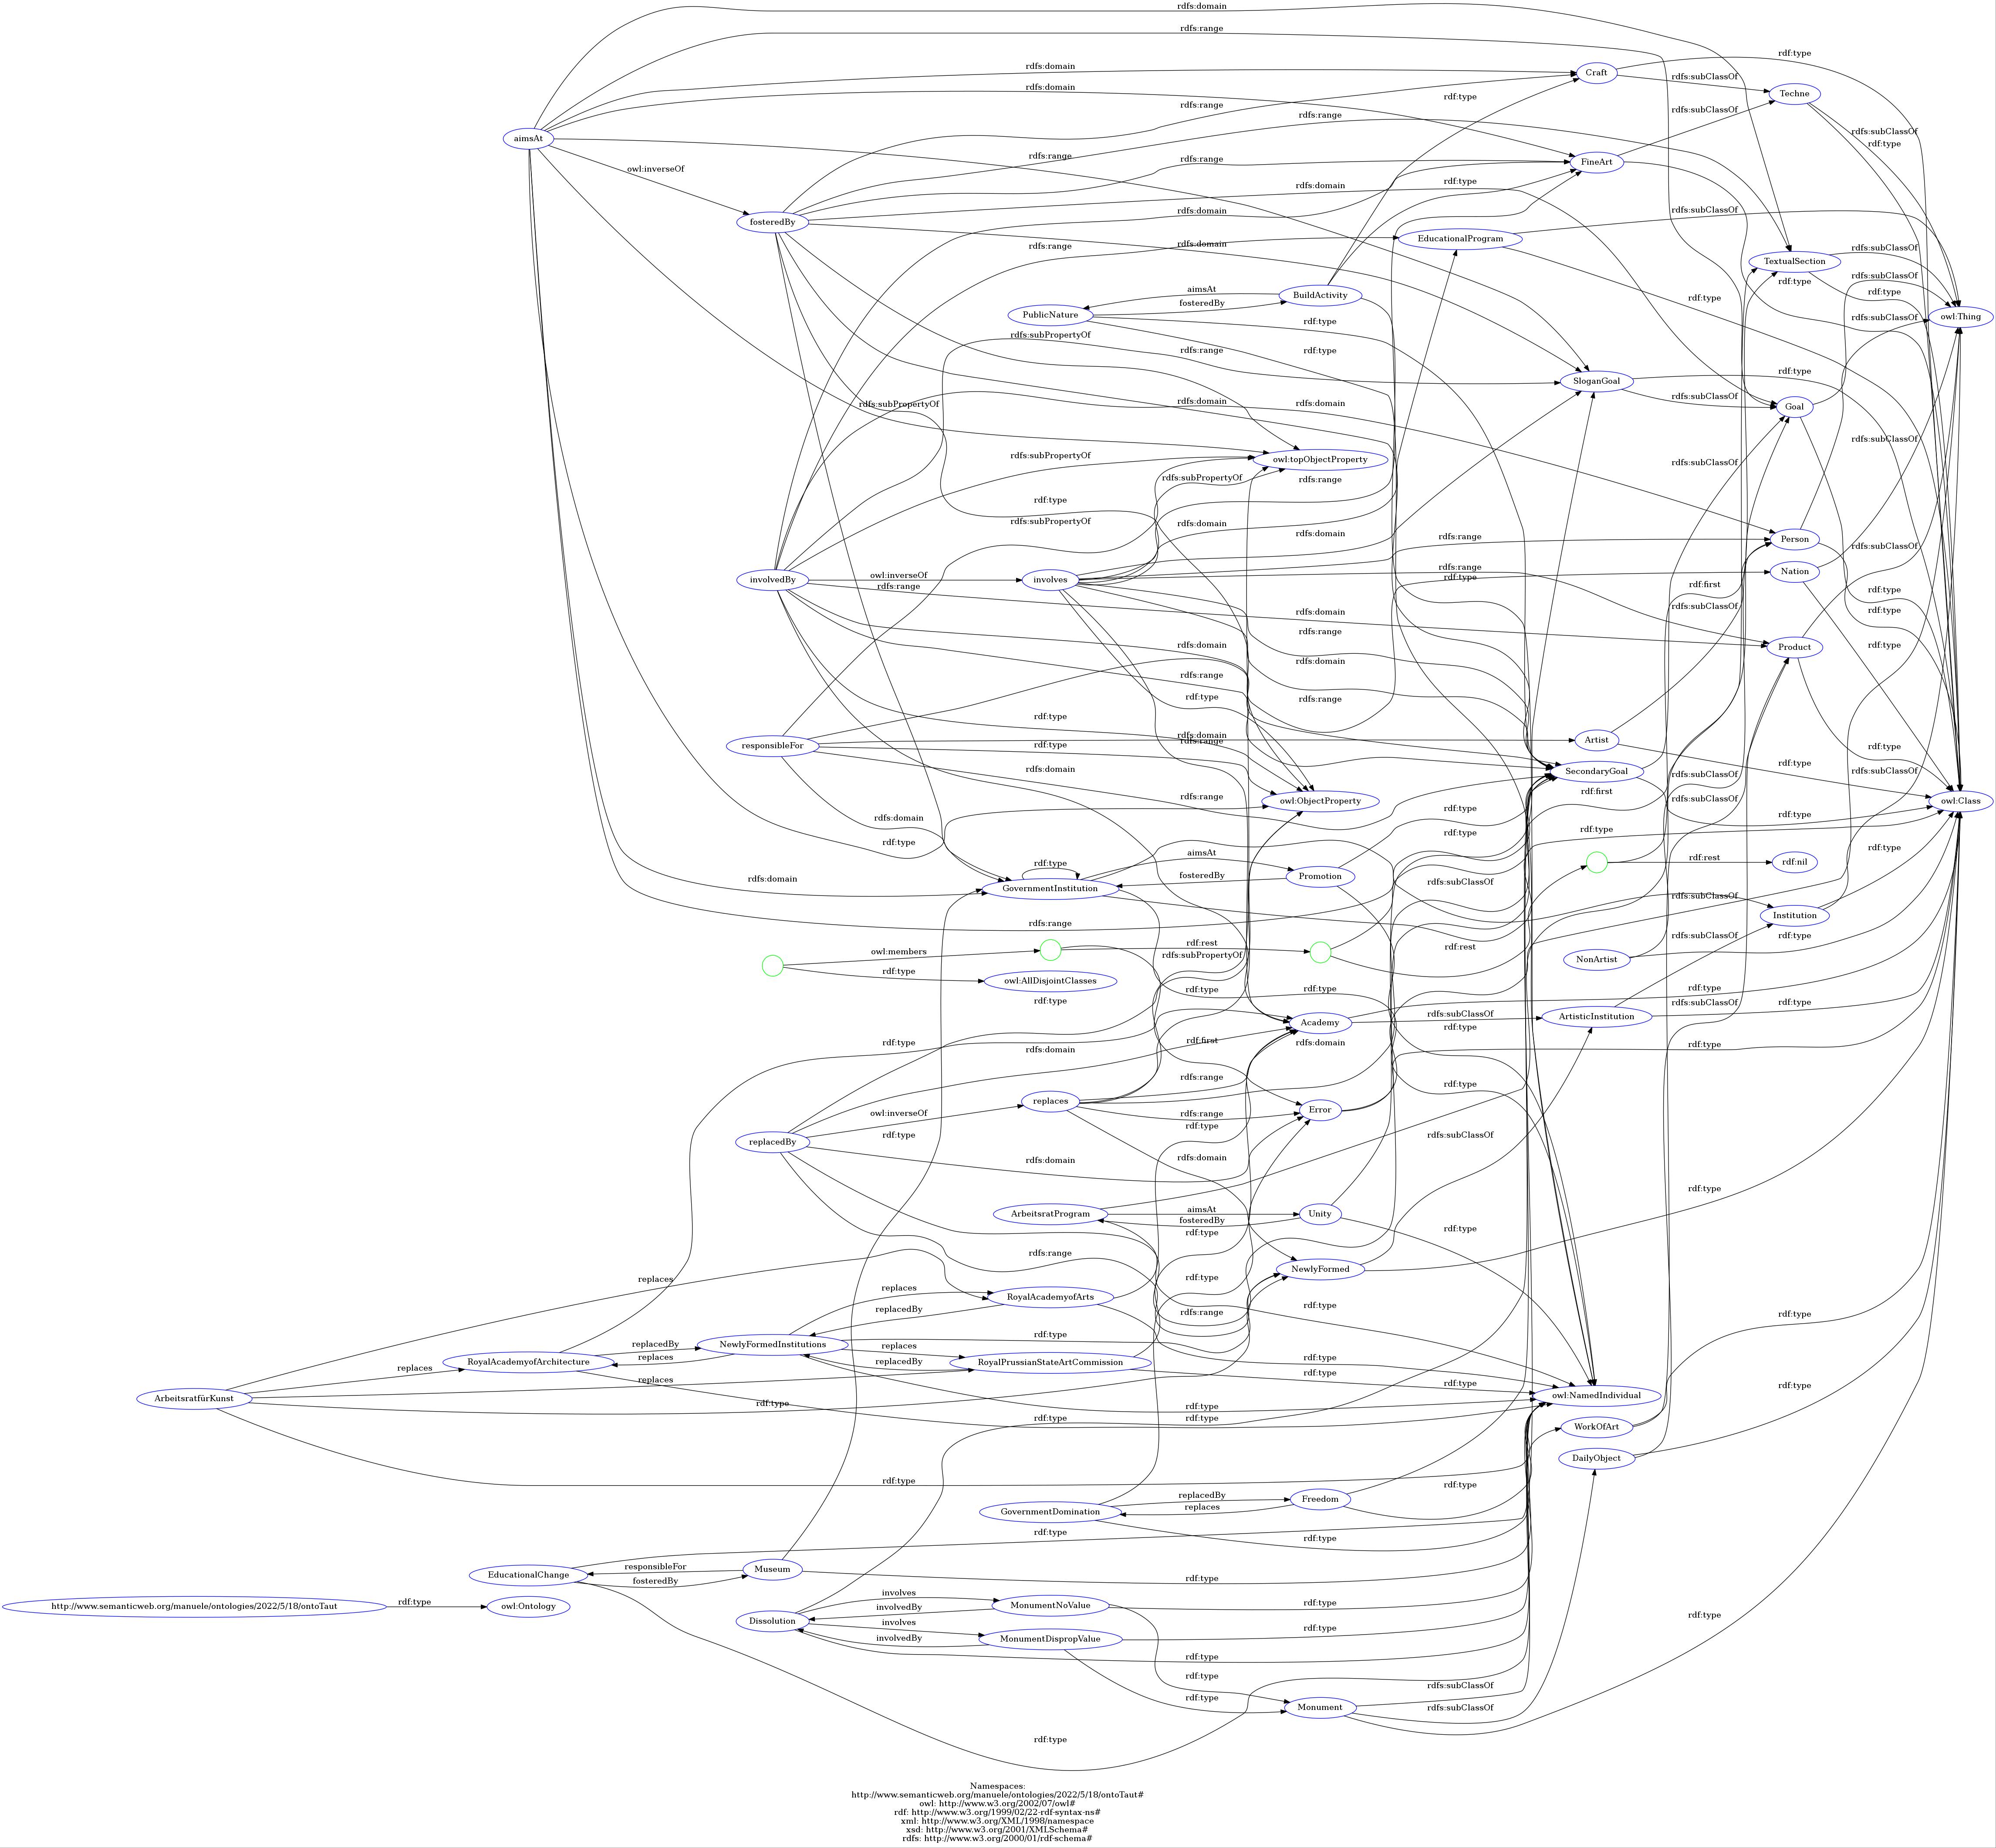 rdfs:domain
rdfs:range
rdf:type
rdfs:domain
Craft
rdfs:subClassOf
rdfs:domain
Techne
rdf:type
rdfs:range
rdfs:subClassOf
rdfs:range
rdfs:subClassOf
aimsAt
rdf:type
rdfs:range
rdfs:range
FineArt
owl:inverseOf
rdf:type
rdfs:domain
rdfs:domain
rdfs:subClassOf
fosteredBy
EducationalProgram
rdfs:range
rdfs:domain
rdfs:subClassOf
TextualSection
rdfs:subClassOf
rdf:type
aimsAt
BuildActivity
rdf:type
rdf:type
fosteredBy
PublicNature
owl:Thing
rdf:type
rdfs:subClassOf
rdfs:subPropertyOf
rdfs:range
rdf:type
rdf:type
SloganGoal
rdfs:subClassOf
rdfs:subPropertyOf
rdfs:domain
rdfs:domain
Goal
rdfs:subClassOf
rdfs:subPropertyOf
owl:topObjectProperty
rdfs:subClassOf
rdfs:subPropertyOf
rdfs:range
rdf:type
rdfs:subPropertyOf
rdfs:domain
rdfs:domain
rdfs:range
Person
rdfs:subClassOf
rdfs:range
Nation
owl:inverseOf
rdf:type
involvedBy
involves
rdfs:range
rdf:first
rdf:type
rdfs:domain
rdfs:subClassOf
rdf:type
rdfs:range
rdfs:domain
Product
rdf:type
rdfs:domain
rdfs:range
rdf:type
rdfs:range
rdf:type
rdfs:domain
Artist
rdfs:range
responsibleFor
rdf:type
rdf:type
rdf:type
rdfs:domain
SecondaryGoal
rdfs:subClassOf
rdfs:subClassOf
rdf:first
rdfs:range
rdfs:subClassOf
owl:ObjectProperty
owl:Class
rdf:type
rdf:type
rdfs:domain
rdf:type
rdf:type
rdf:type
rdf:type
aimsAt
rdf:type
rdf:rest
rdf:nil
rdfs:domain
fosteredBy
Promotion
rdfs:subClassOf
GovernmentInstitution
rdfs:subClassOf
Institution
rdfs:range
rdfs:subClassOf
rdf:type
owl:members
rdf:rest
rdf:rest
rdfs:subPropertyOf
NonArtist
rdf:type
owl:AllDisjointClasses
rdf:type
rdf:type
rdf:type
rdf:type
rdfs:subClassOf
rdf:type
rdfs:subClassOf
ArtisticInstitution
Academy
rdf:type
rdf:type
rdf:first
rdfs:domain
rdf:type
rdfs:domain
rdfs:range
rdf:type
replaces
owl:inverseOf
rdfs:range
Error
rdf:type
rdf:type
rdfs:subClassOf
replacedBy
rdfs:domain
rdfs:domain
rdf:type
ArbeitsratProgram
aimsAt
Unity
fosteredBy
rdf:type
rdf:type
rdfs:range
NewlyFormed
replaces
rdf:type
replaces
RoyalAcademyofArts
rdf:type
replacedBy
rdfs:range
rdf:type
rdf:type
replacedBy
NewlyFormedInstitutions
replaces
replaces
RoyalAcademyofArchitecture
replacedBy
RoyalPrussianStateArtCommission
rdf:type
replaces
replaces
rdf:type
rdf:type
rdf:type
owl:NamedIndividual
ArbeitsratfürKunst
rdf:type
rdf:type
rdf:type
rdf:type
WorkOfArt
DailyObject
rdf:type
rdf:type
replacedBy
Freedom
replaces
GovernmentDomination
rdf:type
rdf:type
responsibleFor
Museum
EducationalChange
fosteredBy
rdf:type
http://www.semanticweb.org/manuele/ontologies/2022/5/18/ontoTaut
rdf:type
owl:Ontology
involves
MonumentNoValue
rdf:type
involvedBy
rdf:type
Dissolution
involves
MonumentDispropValue
rdf:type
involvedBy
rdf:type
rdf:type
rdfs:subClassOf
rdf:type
Monument
rdfs:subClassOf
rdf:type
Namespaces:
http://www.semanticweb.org/manuele/ontologies/2022/5/18/ontoTaut#
owl: http://www.w3.org/2002/07/owl#
rdf: http://www.w3.org/1999/02/22-rdf-syntax-ns#
xml: http://www.w3.org/XML/1998/namespace
xsd: http://www.w3.org/2001/XMLSchema#
rdfs: http://www.w3.org/2000/01/rdf-schema#